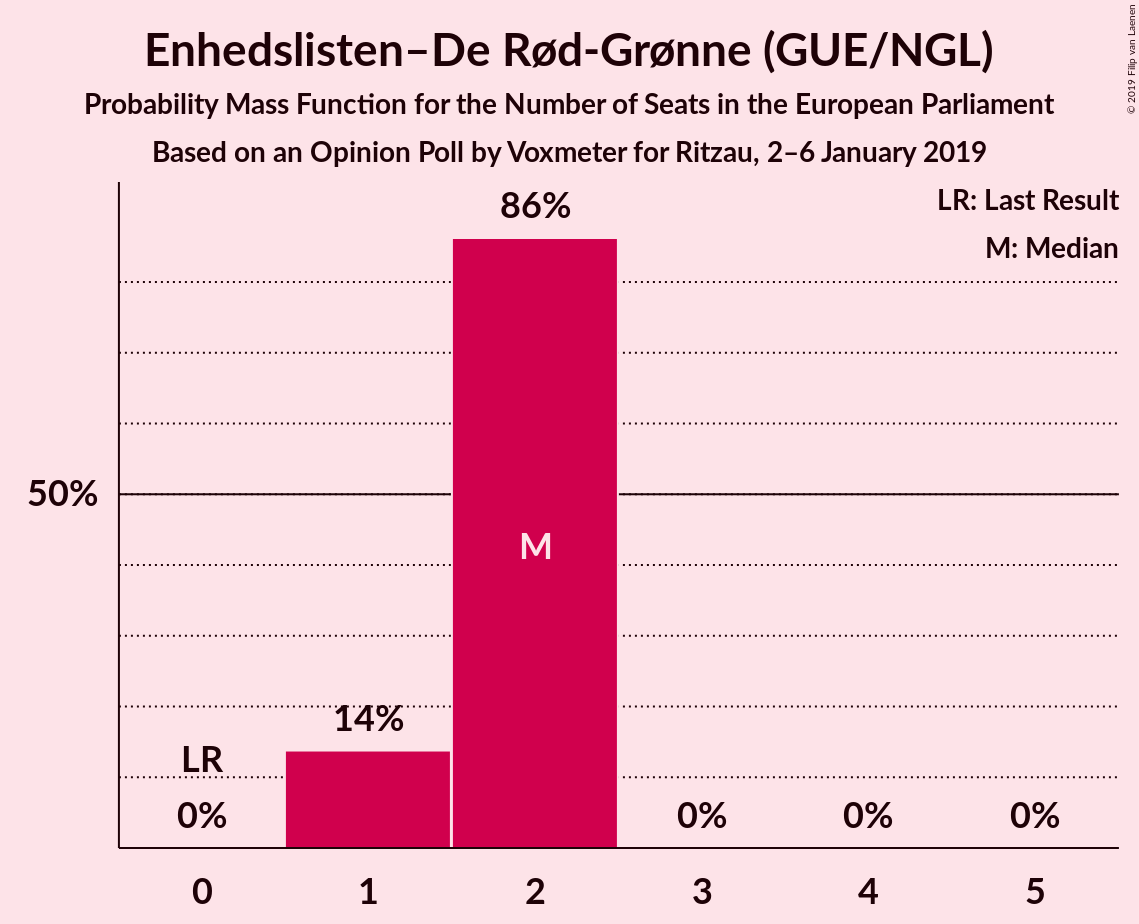 Enhedslisten–De Rød-Grønne (GUE/NGL)
Probability Mass Function for the Number of Seats in the European Parliament
Based on an Opinion Poll by Voxmeter for Ritzau, 2–6 January 2019
© 2019 Filip van Laenen
LR: Last Result
M: Median
86%
50%
M
14%
LR
0%
0%
0%
0%
0
1
2
3
4
5